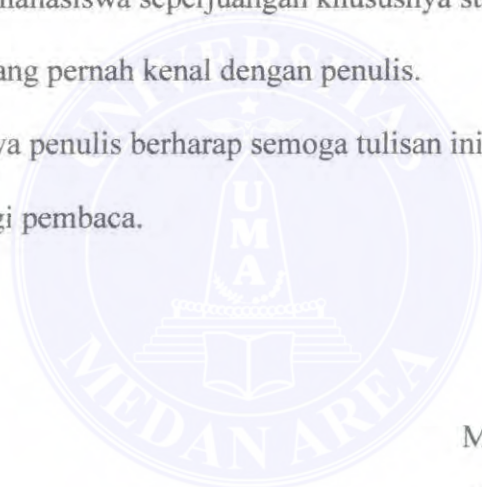 mahasiswa seperjuangan khususnya st
ang pernah kenal dengan penulis.
ya penulis berharap semoga tulisan ini
gi pembaca.
UNIVERSITAS
UMA
MEDAN AREA
M